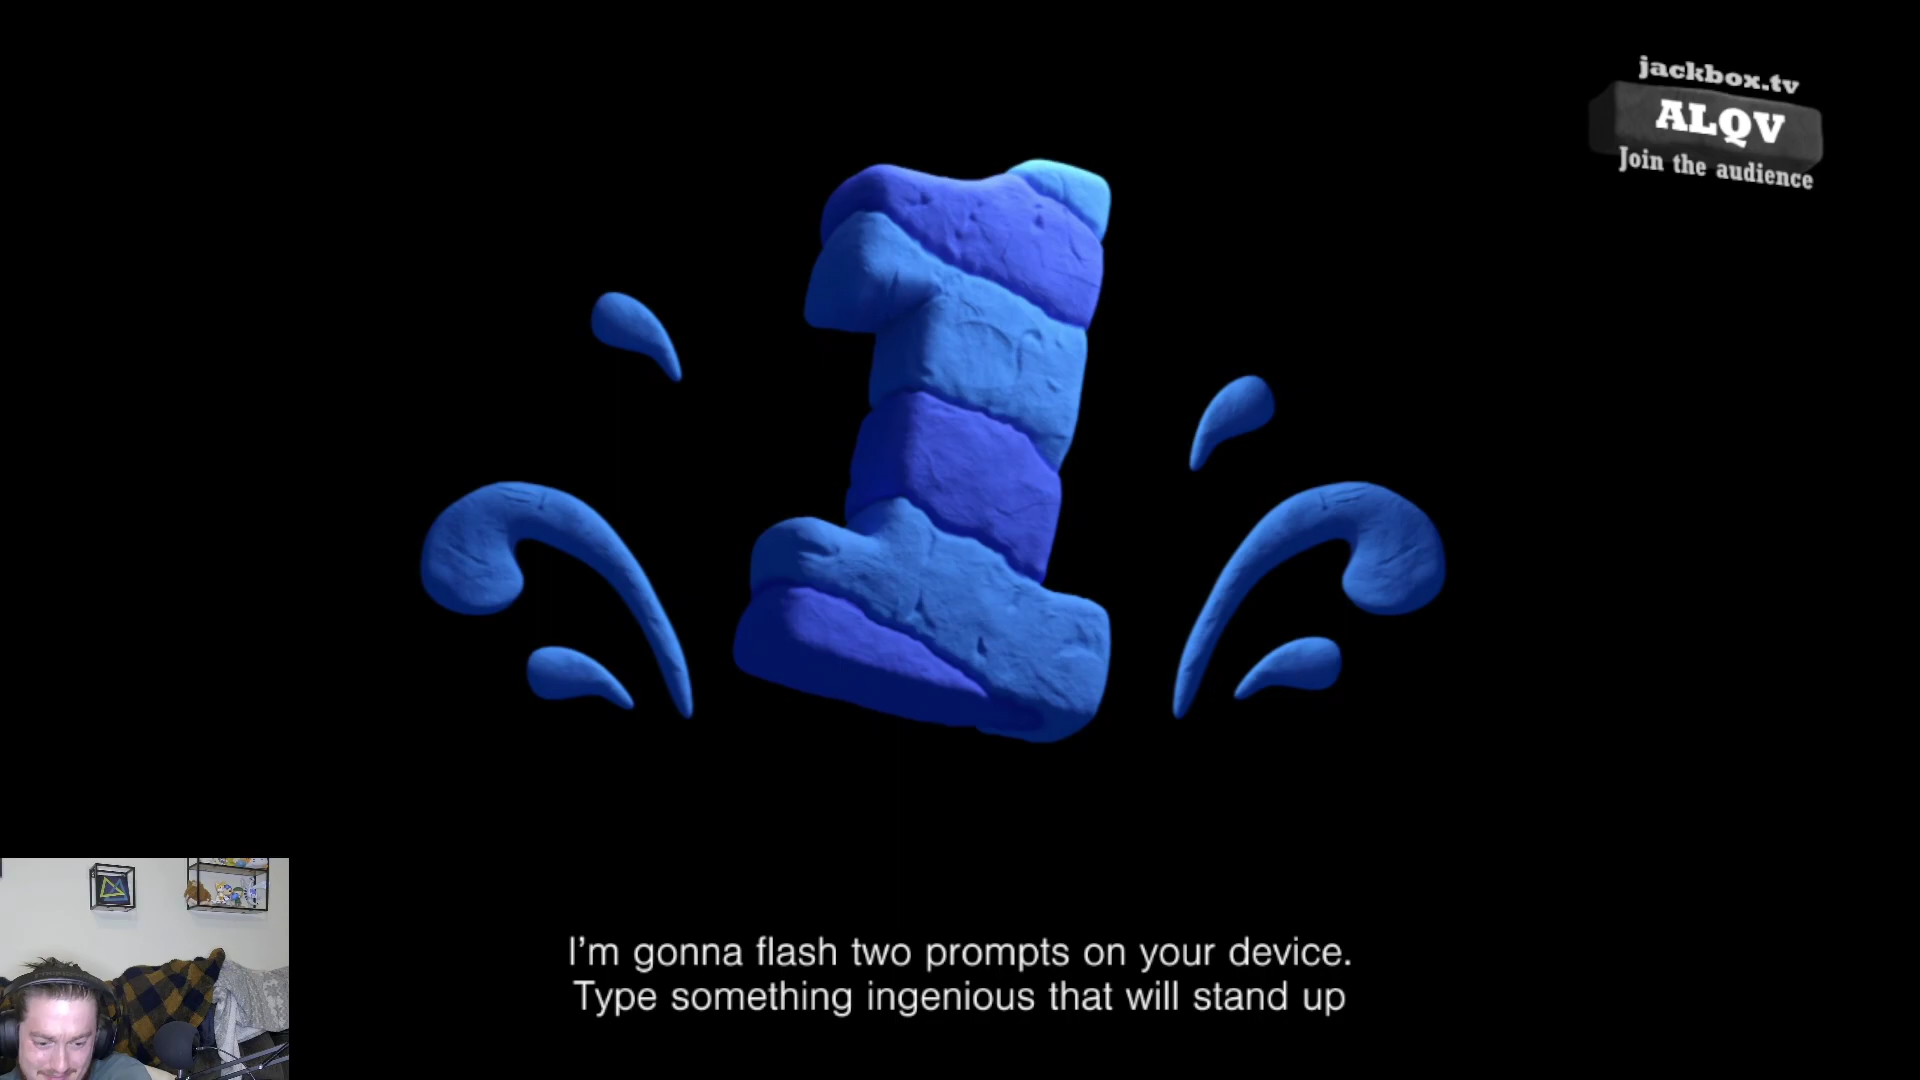 jackbox.tv
ALQV
Join the audience
1
I'm gonna flash two prompts on your device.
Type something ingenious that will stand up